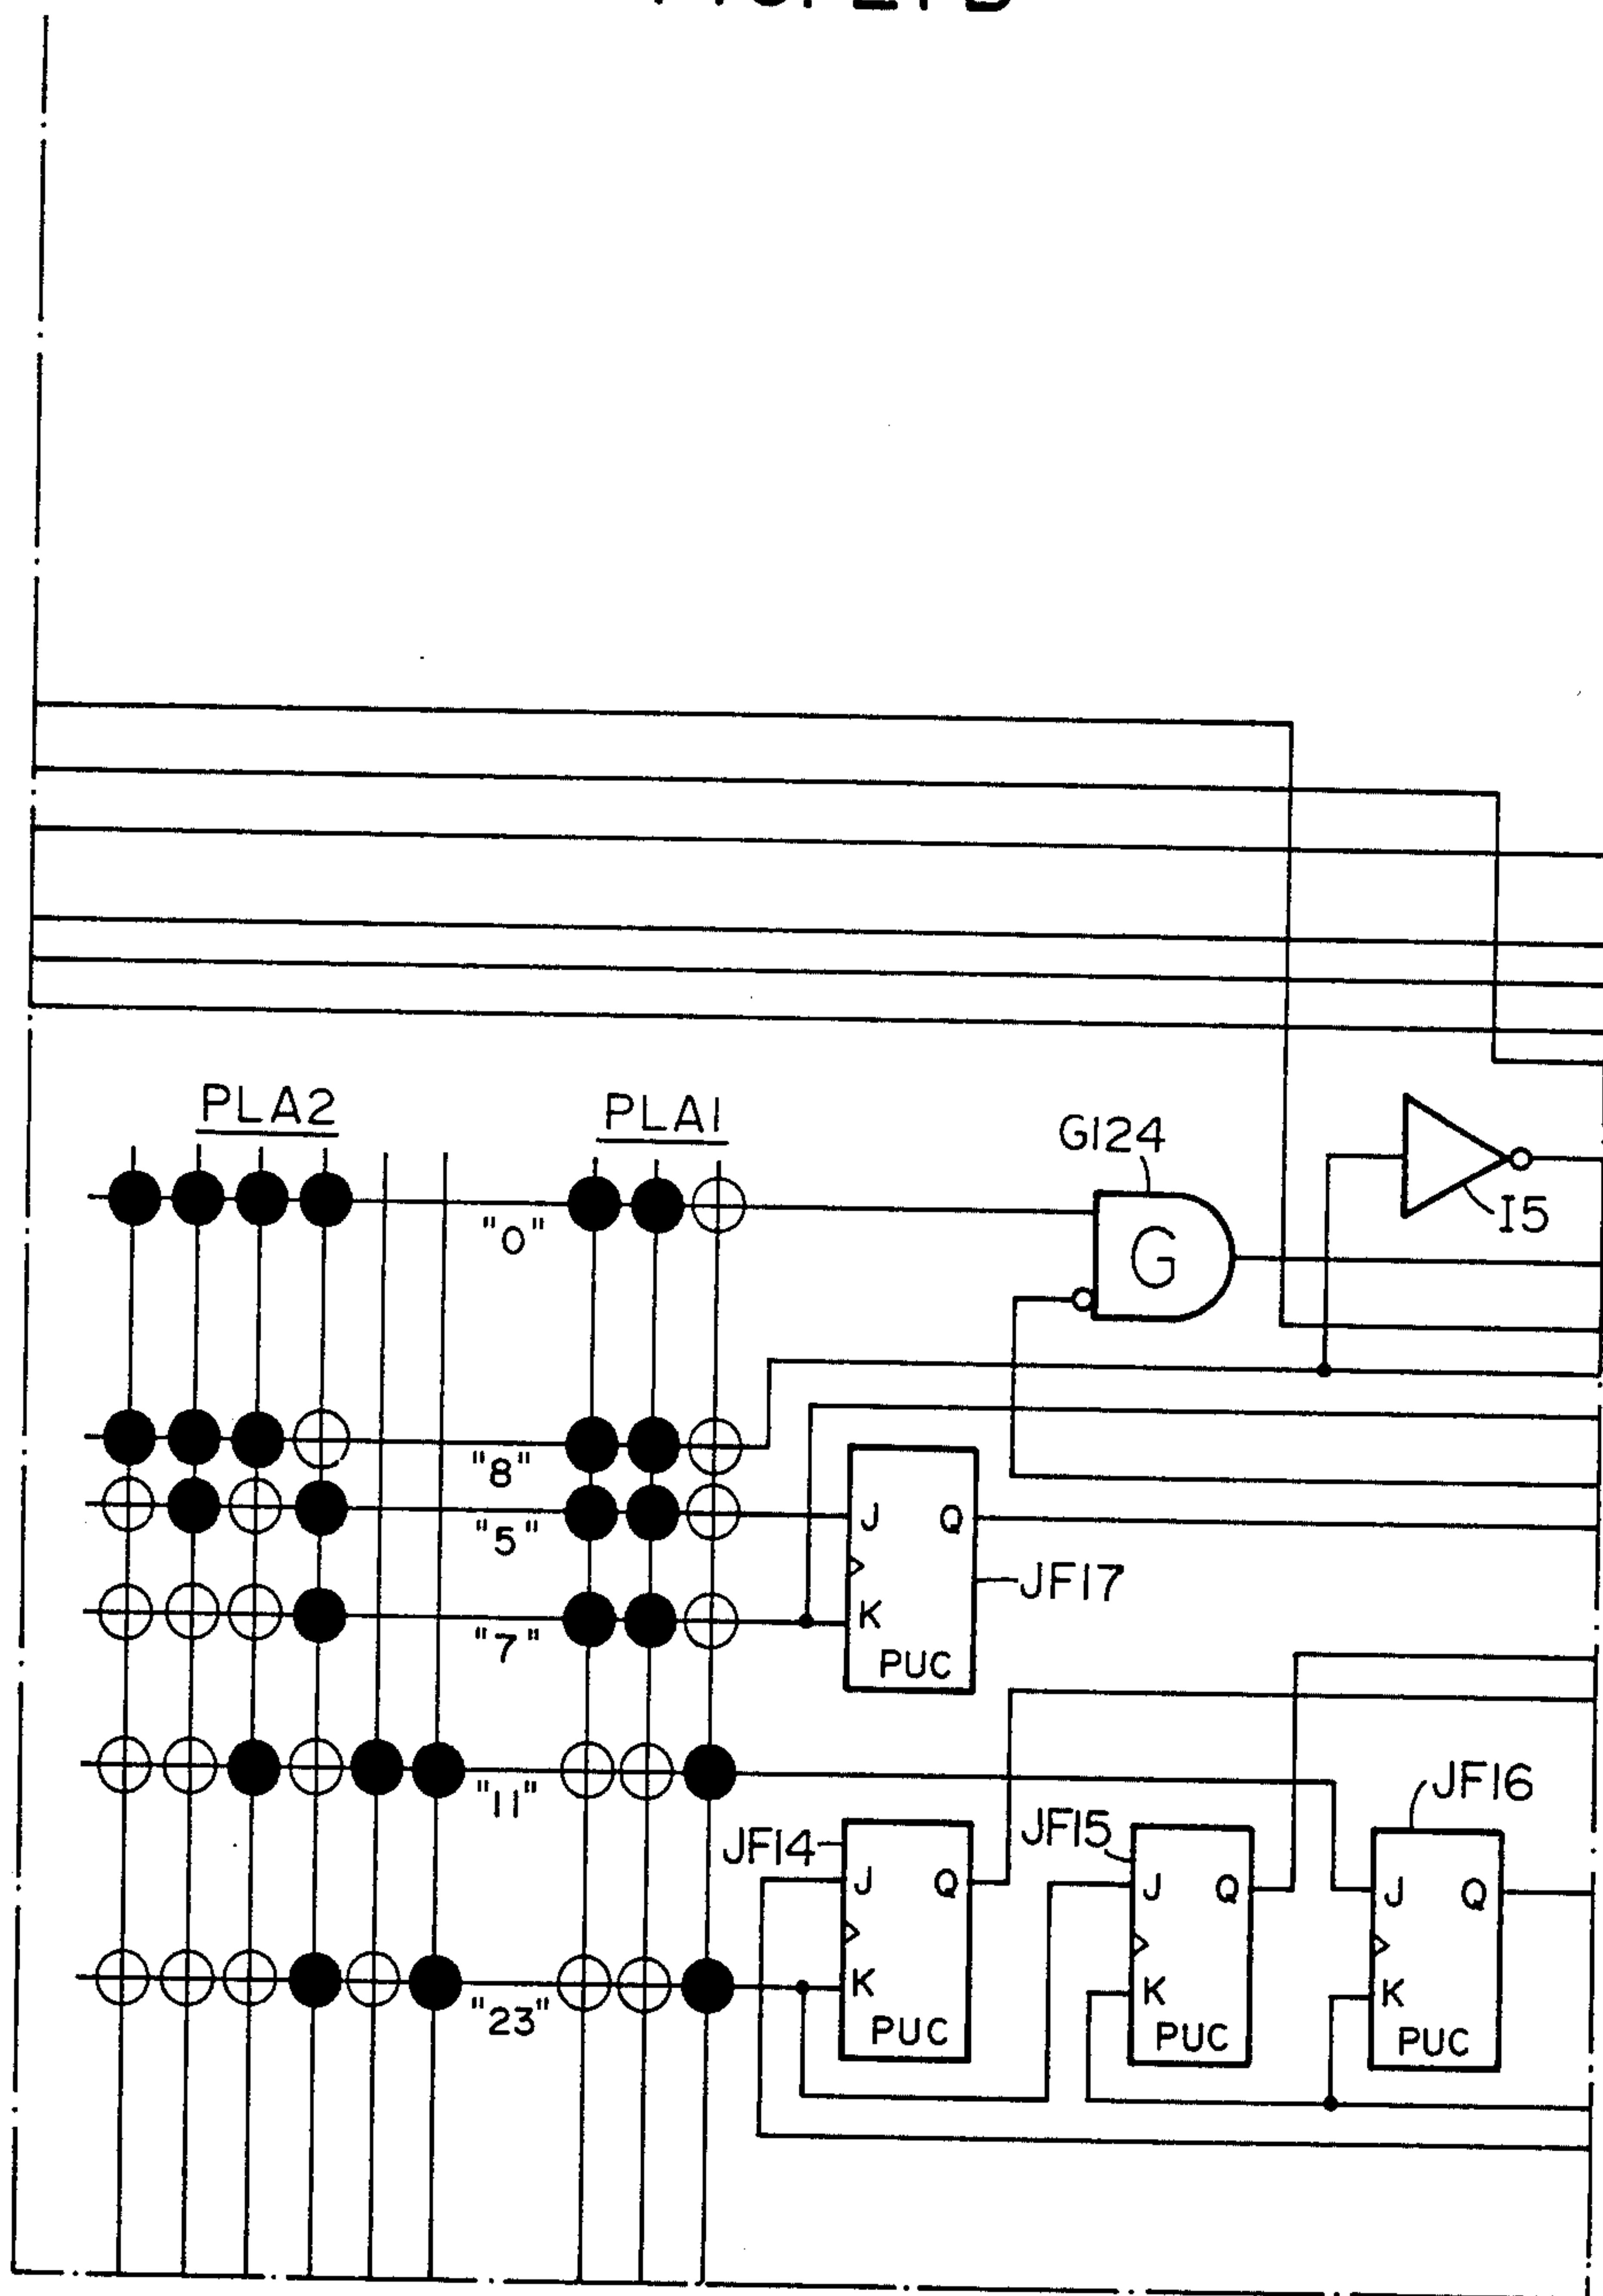 PLA2
PLA1
G124
G
I5
"0"
"8"
"5"
"7"
J Q
K
PUC
JF17
"11"
JF14
J Q
K
PUC
JF15
J Q
K
PUC
JF16
J Q
K
PUC
"23"